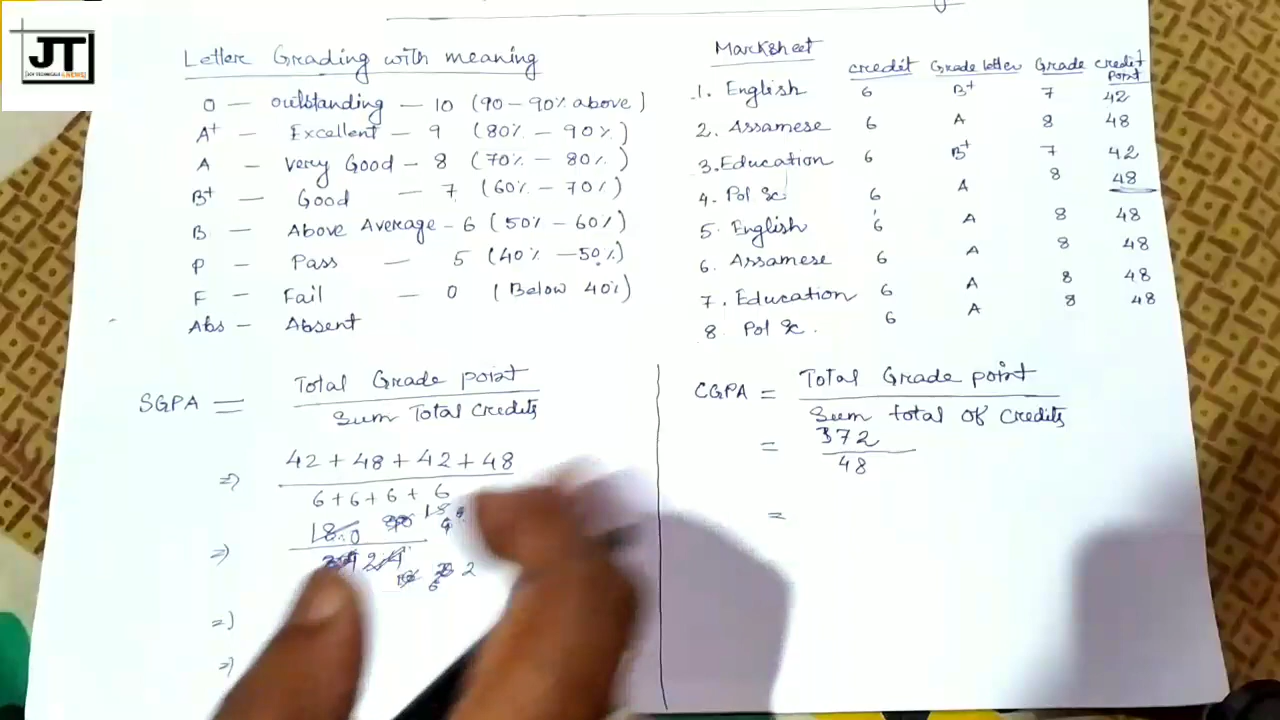 JT
Letter Grading with meaning
O — outstanding — 10 (90 – 90% above)
A+ — Excellent — 9 (80% – 90%)
A — Very Good — 8 (70% – 80%)
B+ — Good — 7 (60% – 70%)
B — Above Average - 6 (50% – 60%)
P — Pass — 5 (40% – 50%)
F — Fail — 0 (Below 40%)
Abs — Absent
Marksheet
credit Grade letter Grade credit point
1. English 6 B+ 7 42
2. Assamese 6 A 8 48
3. Education 6 B+ 7 42
4. Pol Sc. 6 A 8 48
5. English 6 A 8 48
6. Assamese 6 A 8 48
7. Education 6 A 8 48
8. Pol Sc. 6 A 8 48
SGPA = Total Grade point
Sum Total Credits
⇒ 42 + 48 + 42 + 48
6 + 6 + 6 + 6
⇒
⇒
⇒
CGPA = Total Grade point
Sum total of credits
= 372
48
=